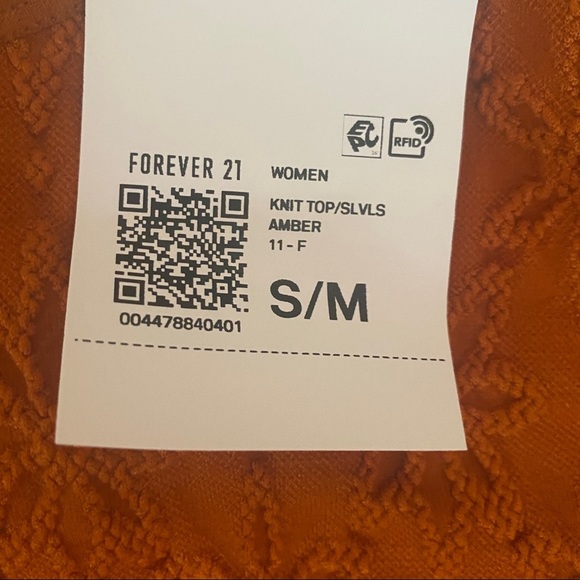 EPC
RFID
FOREVER 21
WOMEN
KNIT TOP/SLVLS
AMBER
11 - F
S/M
004478840401